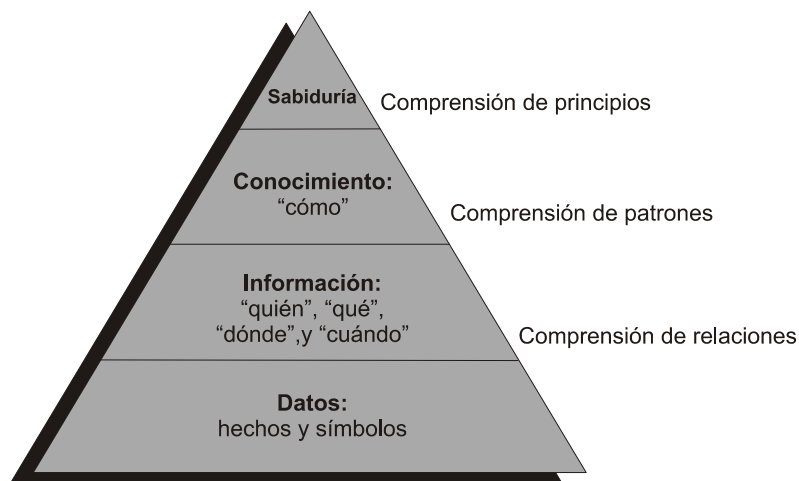 Sabiduría
Comprensión de principios
Conocimiento:
“cómo”
Comprensión de patrones
Información:
“quién”, “qué”,
“dónde”,y “cuándo”
Comprensión de relaciones
Datos:
hechos y símbolos